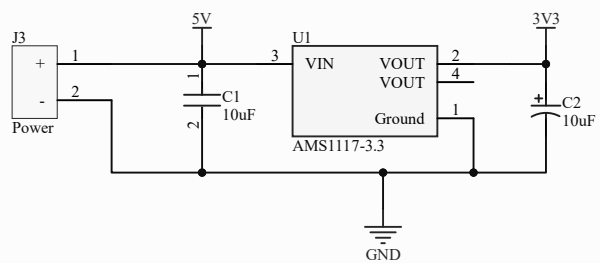 5V
3V3
J3
U1
+
1
3
VIN
VOUT
2
VOUT
4
1
C1
10uF
2
-
2
Ground
1
+
C2
10uF
Power
AMS1117-3.3
GND